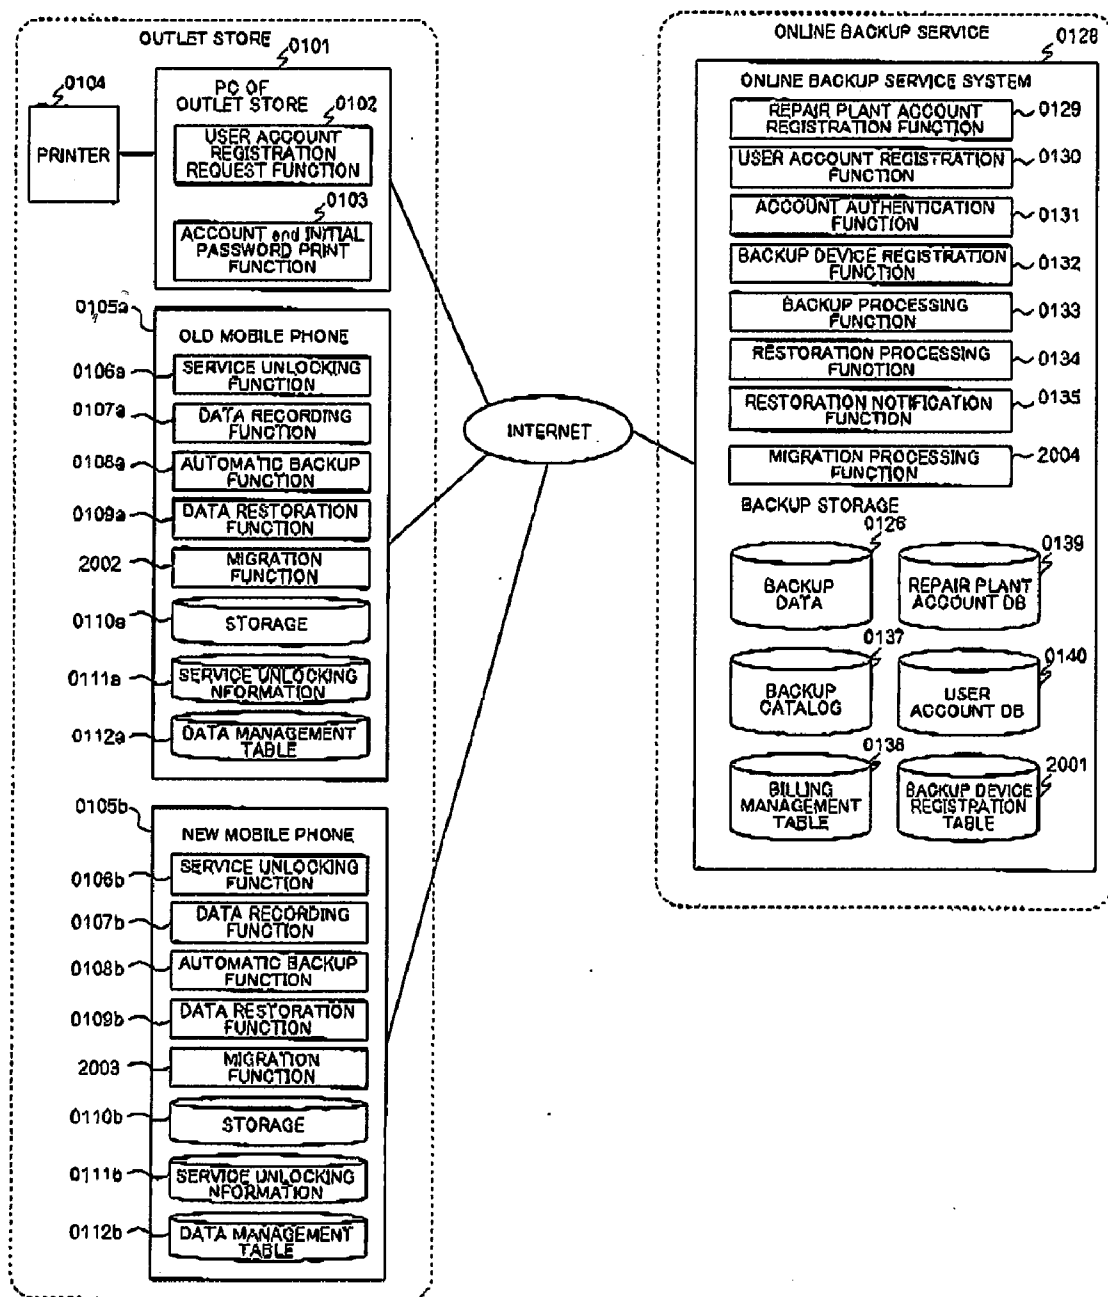 OUTLET STORE
0101
0104
PRINTER
PC OF
OUTLET STORE
0102
USER ACCOUNT
REGISTRATION
REQUEST FUNCTION
0103
ACCOUNT and INITIAL
PASSWORD PRINT
FUNCTION
0105a
OLD MOBILE PHONE
0106a
SERVICE UNLOCKING
FUNCTION
0107a
DATA RECORDING
FUNCTION
0108a
AUTOMATIC BACKUP
FUNCTION
0109a
DATA RESTORATION
FUNCTION
2002
MIGRATION
FUNCTION
0110a
STORAGE
0111a
SERVICE UNLOCKING
NFORMATION
0112a
DATA MANAGEMENT
TABLE
0105b
NEW MOBILE PHONE
0106b
SERVICE UNLOCKING
FUNCTION
0107b
DATA RECORDING
FUNCTION
0108b
AUTOMATIC BACKUP
FUNCTION
0109b
DATA RESTORATION
FUNCTION
2003
MIGRATION
FUNCTION
0110b
STORAGE
0111b
SERVICE UNLOCKING
NFORMATION
0112b
DATA MANAGEMENT
TABLE
INTERNET
ONLINE BACKUP SERVICE
0128
ONLINE BACKUP SERVICE SYSTEM
REPAIR PLANT ACCOUNT
REGISTRATION FUNCTION
0129
USER ACCOUNT REGISTRATION
FUNCTION
0130
ACCOUNT AUTHENTICATION
FUNCTION
0131
BACKUP DEVICE REGISTRATION
FUNCTION
0132
BACKUP PROCESSING
FUNCTION
0133
RESTORATION PROCESSING
FUNCTION
0134
RESTORATION NOTIFICATION
FUNCTION
0135
MIGRATION PROCESSING
FUNCTION
2004
BACKUP STORAGE
0126
BACKUP
DATA
0139
REPAIR PLANT
ACCOUNT DB
0137
BACKUP
CATALOG
0140
USER
ACCOUNT DB
0138
BILLING
MANAGEMENT
TABLE
2001
BACKUP DEVICE
REGISTRATION
TABLE